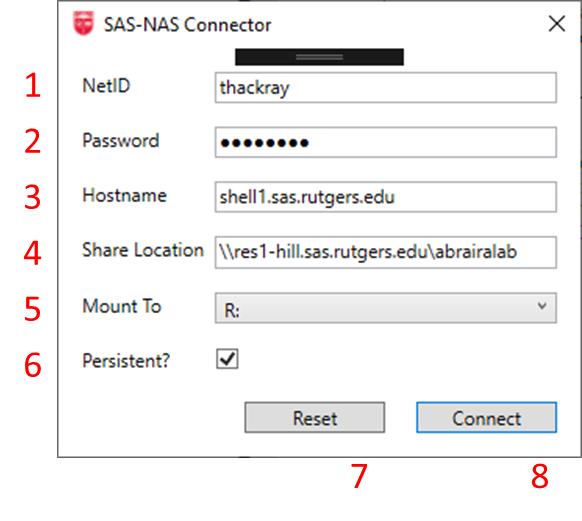 SAS-NAS Connector
1 NetID thackray
2 Password ••••••••
3 Hostname shell1.sas.rutgers.edu
4 Share Location \\res1-hill.sas.rutgers.edu\abrairalab
5 Mount To R:
6 Persistent?
Reset Connect
7 8